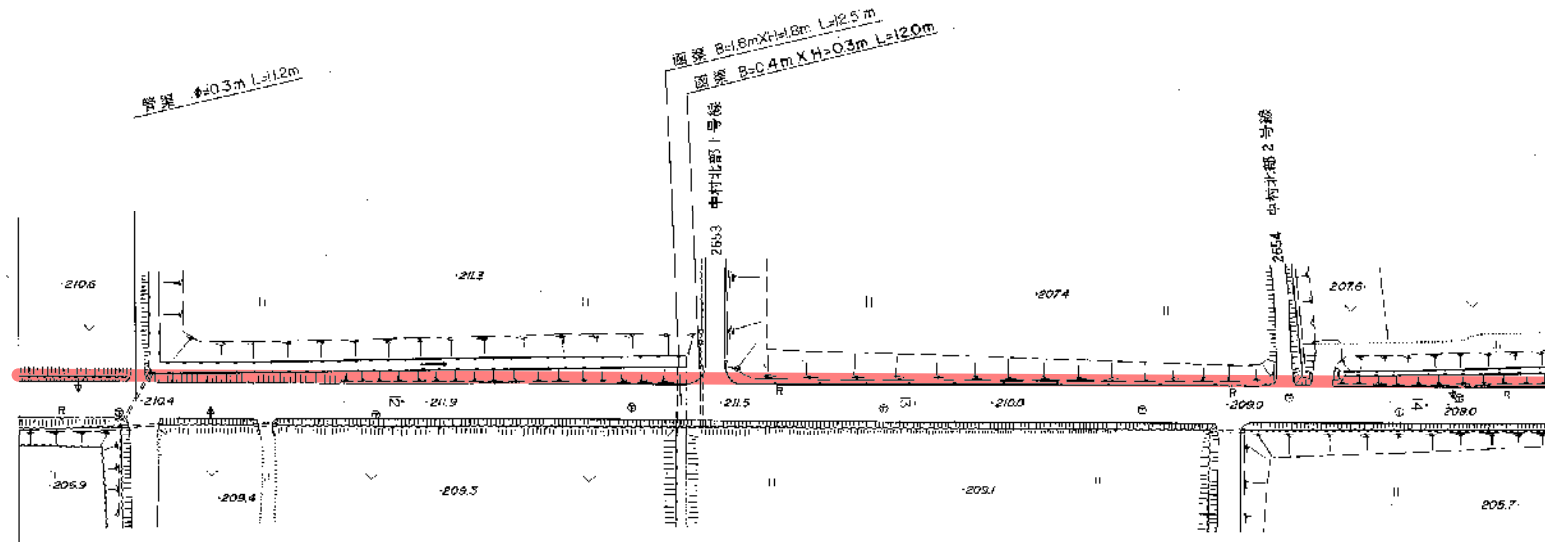 函渠 B=1.8m×H=1.8m L=12.5m
函渠 B=0.4m×H=0.3m L=12.0m
管渠 φ=0.3m L=11.2m
2653 中村北部1号線
2654 中村北部2号線
·210.6
·211.3
·207.4
207.6·
·210.4
·211.9
·211.5
·210.8
·209.0
208.0
R
R
R
·209.4
·209.5
·209.1
205.7·